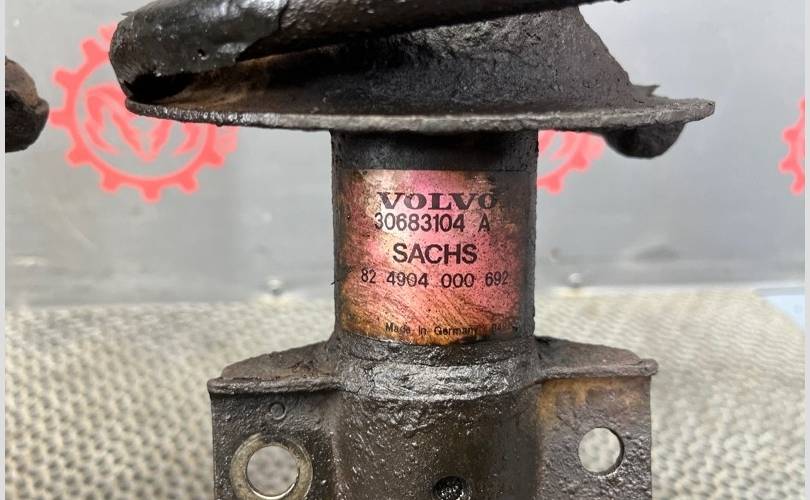 VOLVO
30683104 A
SACHS
82 4904 000 692
Made in Germany